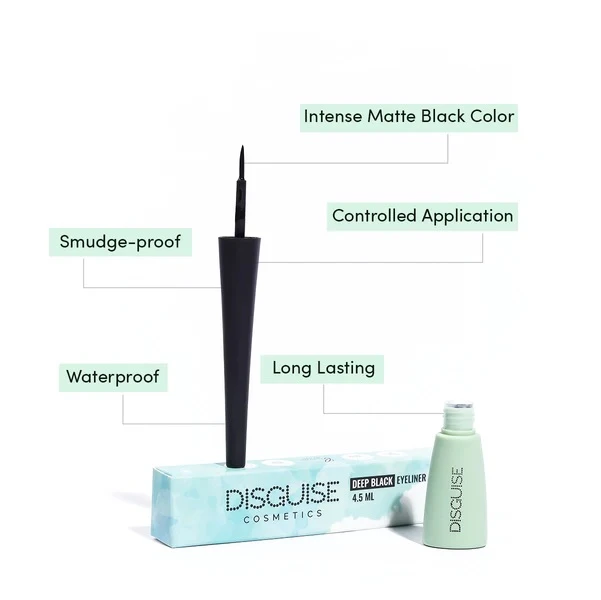 Intense Matte Black Color
Controlled Application
Smudge-proof
Long Lasting
Waterproof
DISGUISE
COSMETICS
DEEP BLACK EYELINER
4.5 ML
DISGUISE